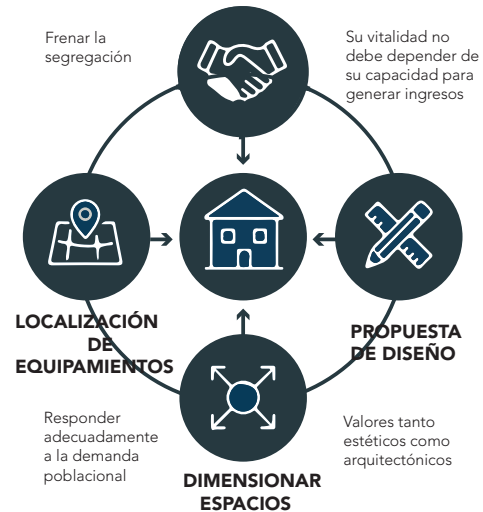 Frenar la
segregación
Su vitalidad no
debe depender de
su capacidad para
generar ingresos
LOCALIZACIÓN
DE
EQUIPAMIENTOS
PROPUESTA
DE DISEÑO
Responder
adecuadamente
a la demanda
poblacional
Valores tanto
estéticos como
arquitectónicos
DIMENSIONAR
ESPACIOS